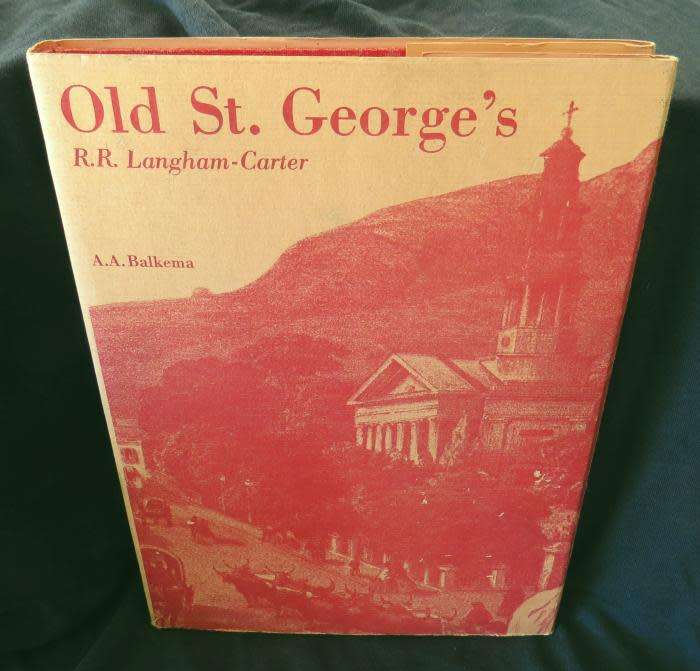 Old St. George's
R.R. Langham-Carter
A.A.Balkema